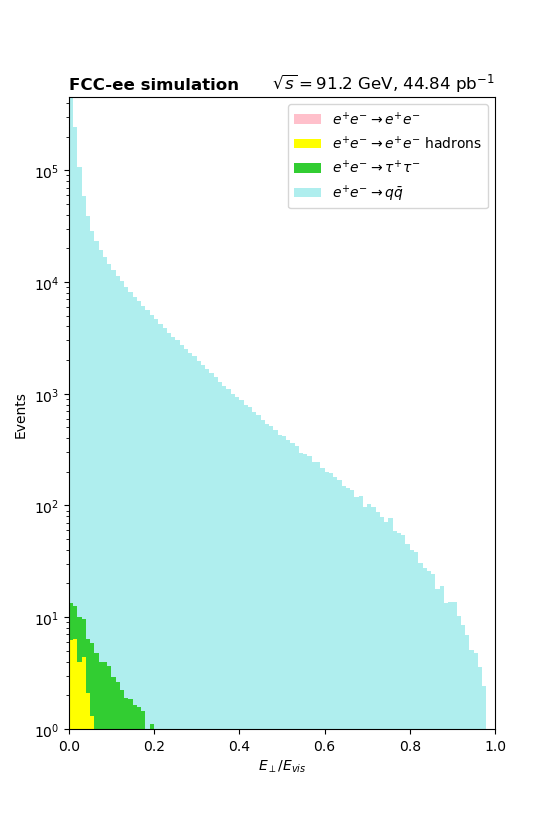 FCC-ee simulation √s = 91.2 GeV, 44.84 pb⁻¹
e⁺e⁻ → e⁺e⁻
e⁺e⁻ → e⁺e⁻ hadrons
e⁺e⁻ → τ⁺τ⁻
e⁺e⁻ → qq̄
10⁵
10⁴
10³
10²
10¹
10⁰
Events
0.0 0.2 0.4 0.6 0.8 1.0
E⊥/Evis